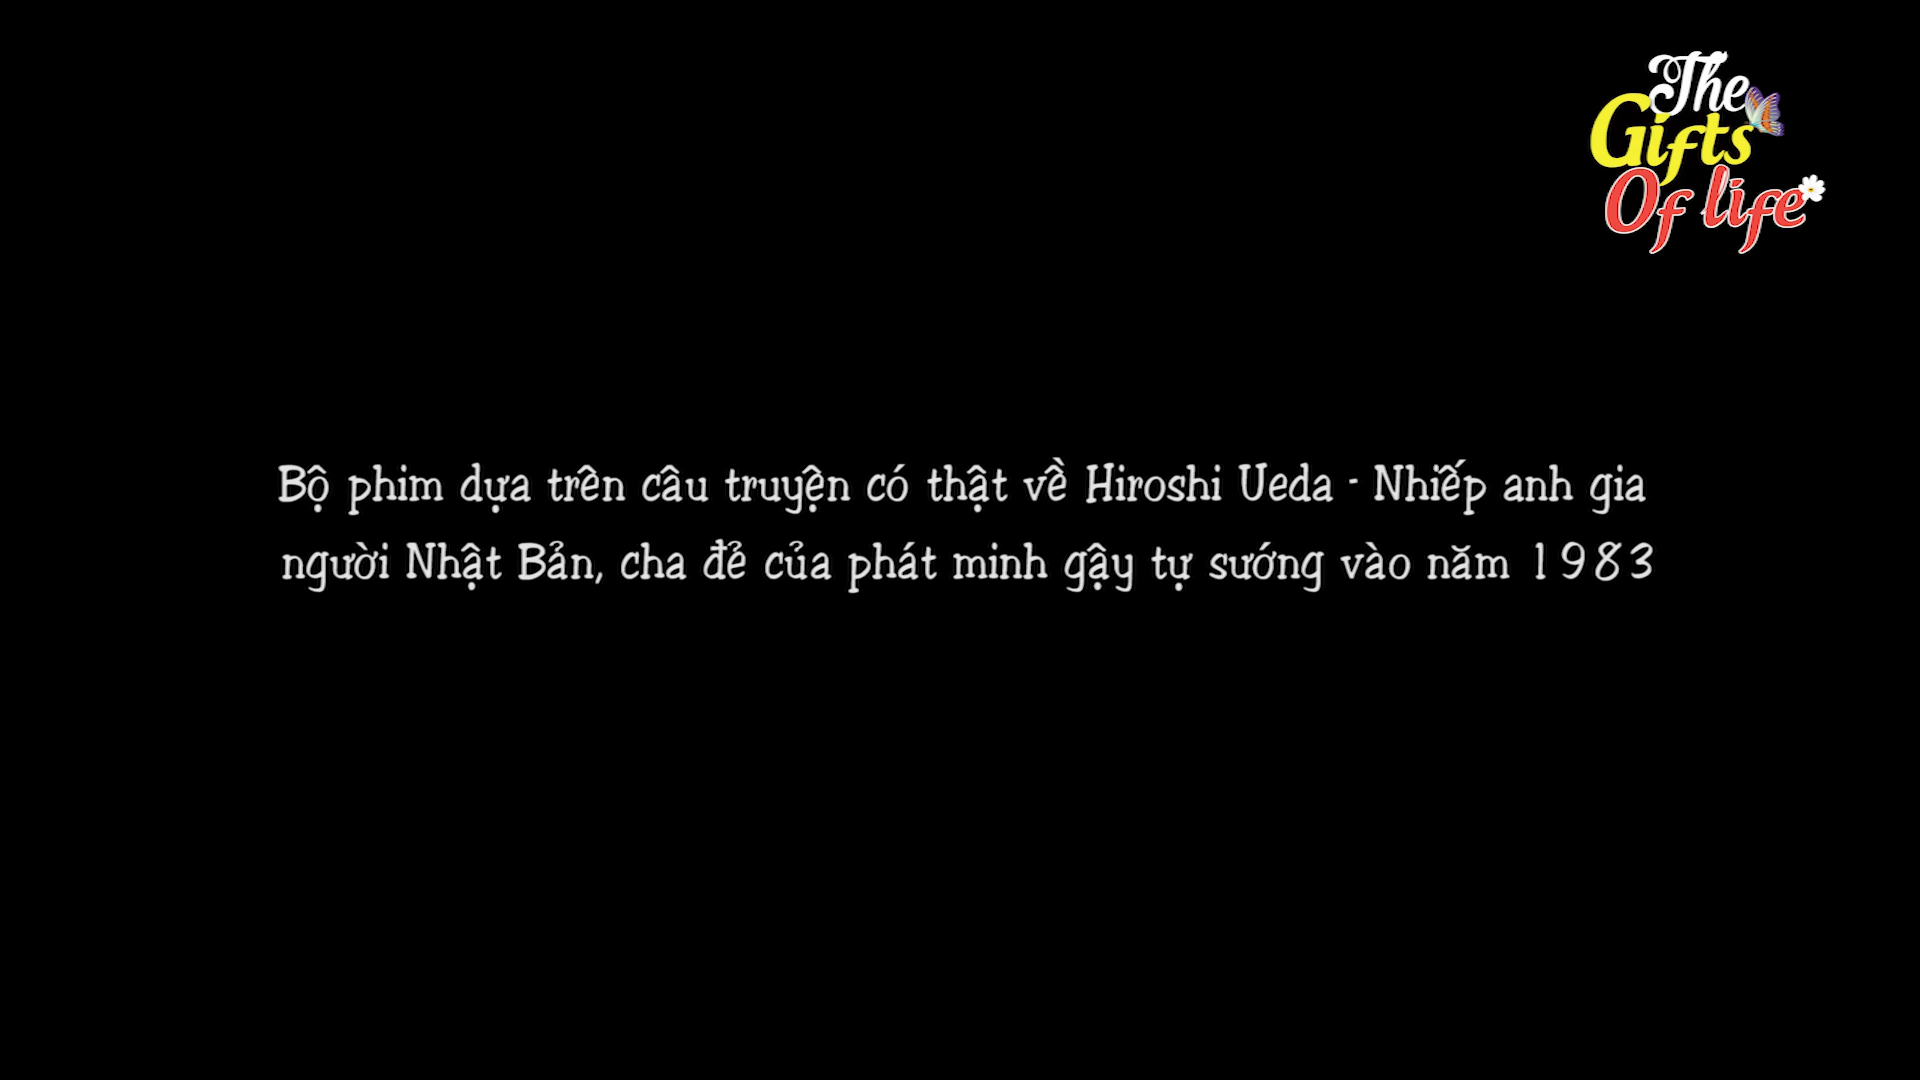 The
Gifts
Of life
Bộ phim dựa trên câu truyện có thật về Hiroshi Ueda - Nhiếp anh gia
người Nhật Bản, cha đẻ của phát minh gậy tự sướng vào năm 1983